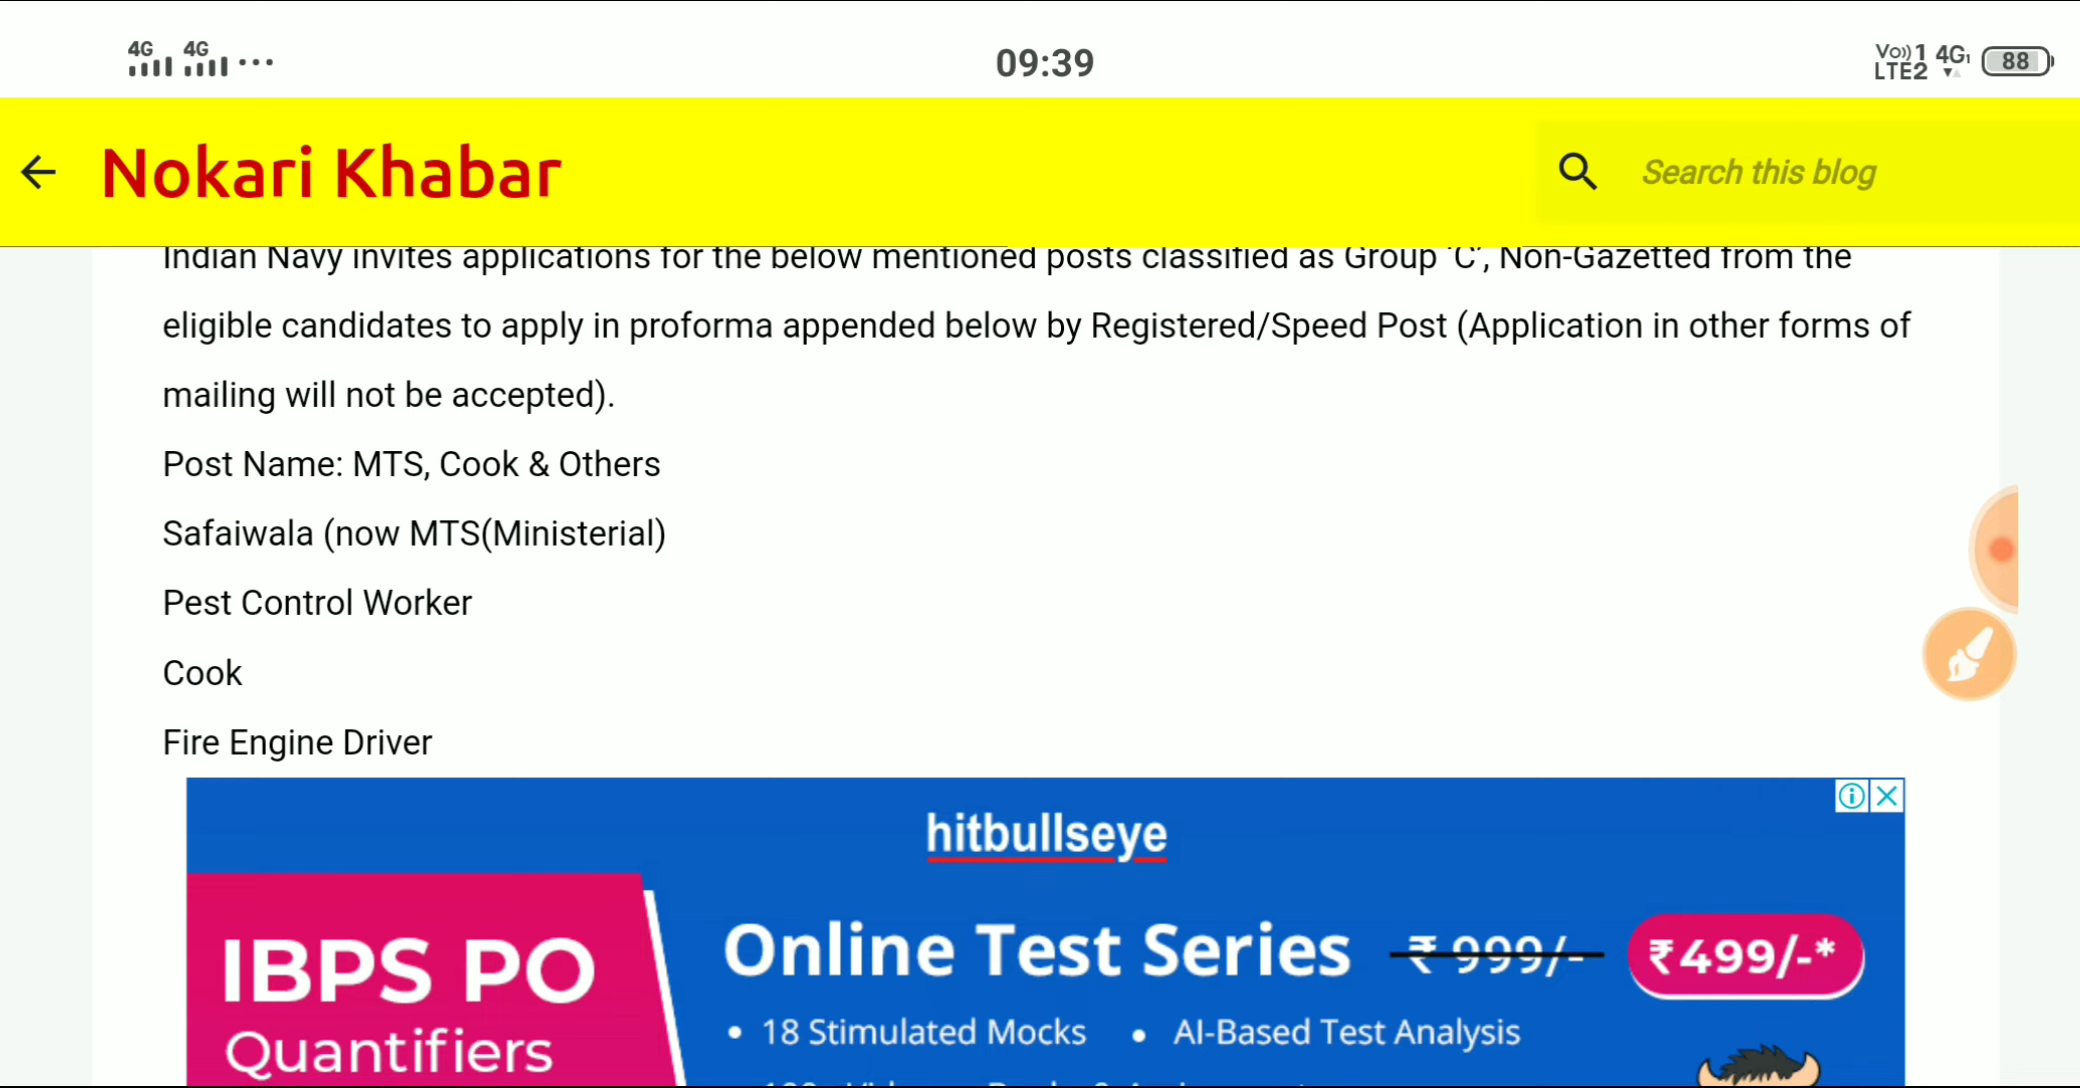 4G 4G
09:39
Vo))1 4G1
LTE2
88
Nokari Khabar
Search this blog
Indian Navy invites applications for the below mentioned posts classified as Group 'C', Non-Gazetted from the
eligible candidates to apply in proforma appended below by Registered/Speed Post (Application in other forms of
mailing will not be accepted).
Post Name: MTS, Cook & Others
Safaiwala (now MTS(Ministerial)
Pest Control Worker
Cook
Fire Engine Driver
hitbullseye
IBPS PO
Quantifiers
Online Test Series ₹ 999/- ₹499/-*
• 18 Stimulated Mocks • AI-Based Test Analysis